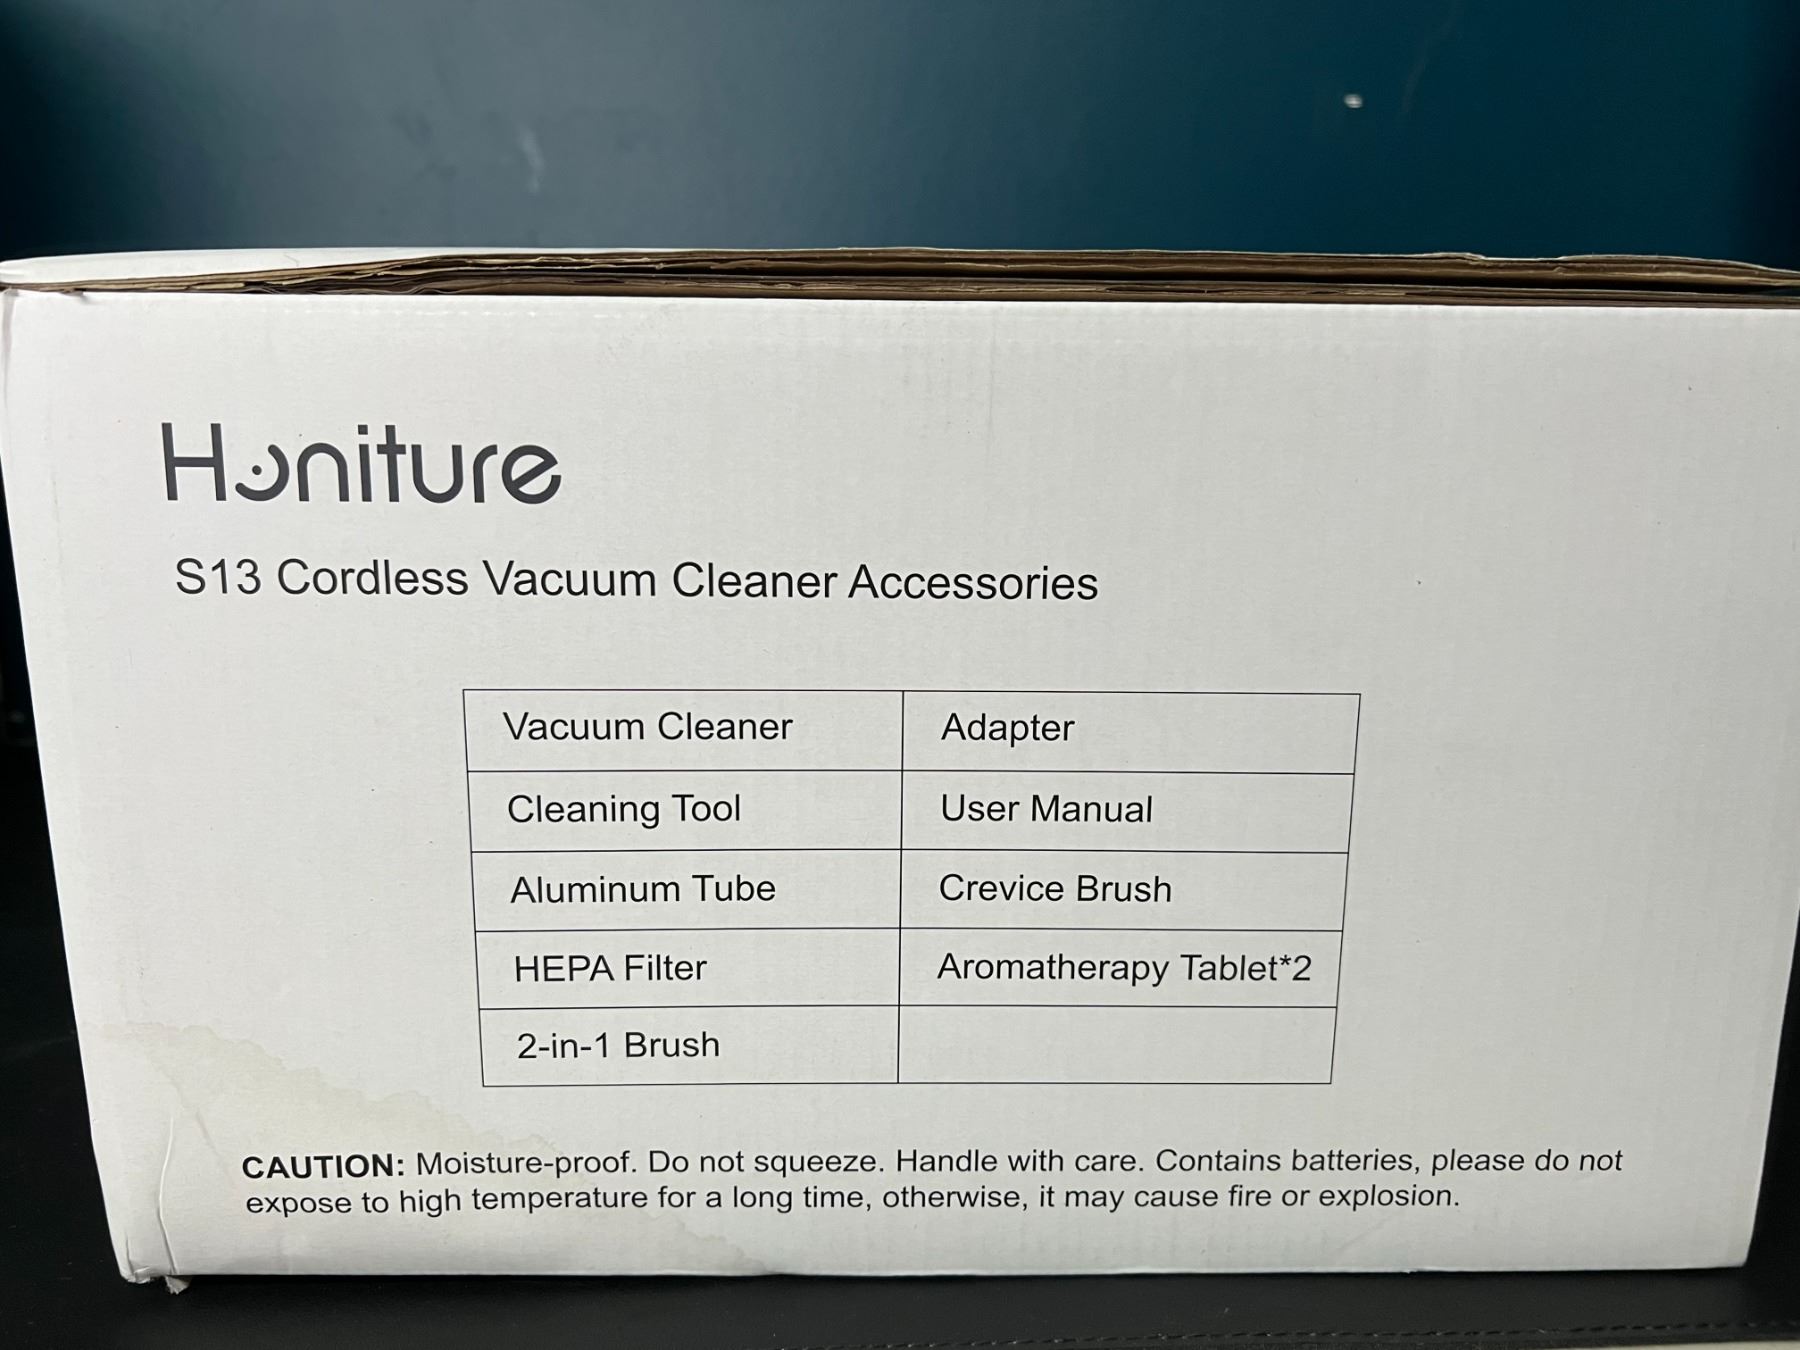 Honiture
S13 Cordless Vacuum Cleaner Accessories
Vacuum Cleaner Adapter
Cleaning Tool User Manual
Aluminum Tube Crevice Brush
HEPA Filter Aromatherapy Tablet*2
2-in-1 Brush
CAUTION: Moisture-proof. Do not squeeze. Handle with care. Contains batteries, please do not
expose to high temperature for a long time, otherwise, it may cause fire or explosion.